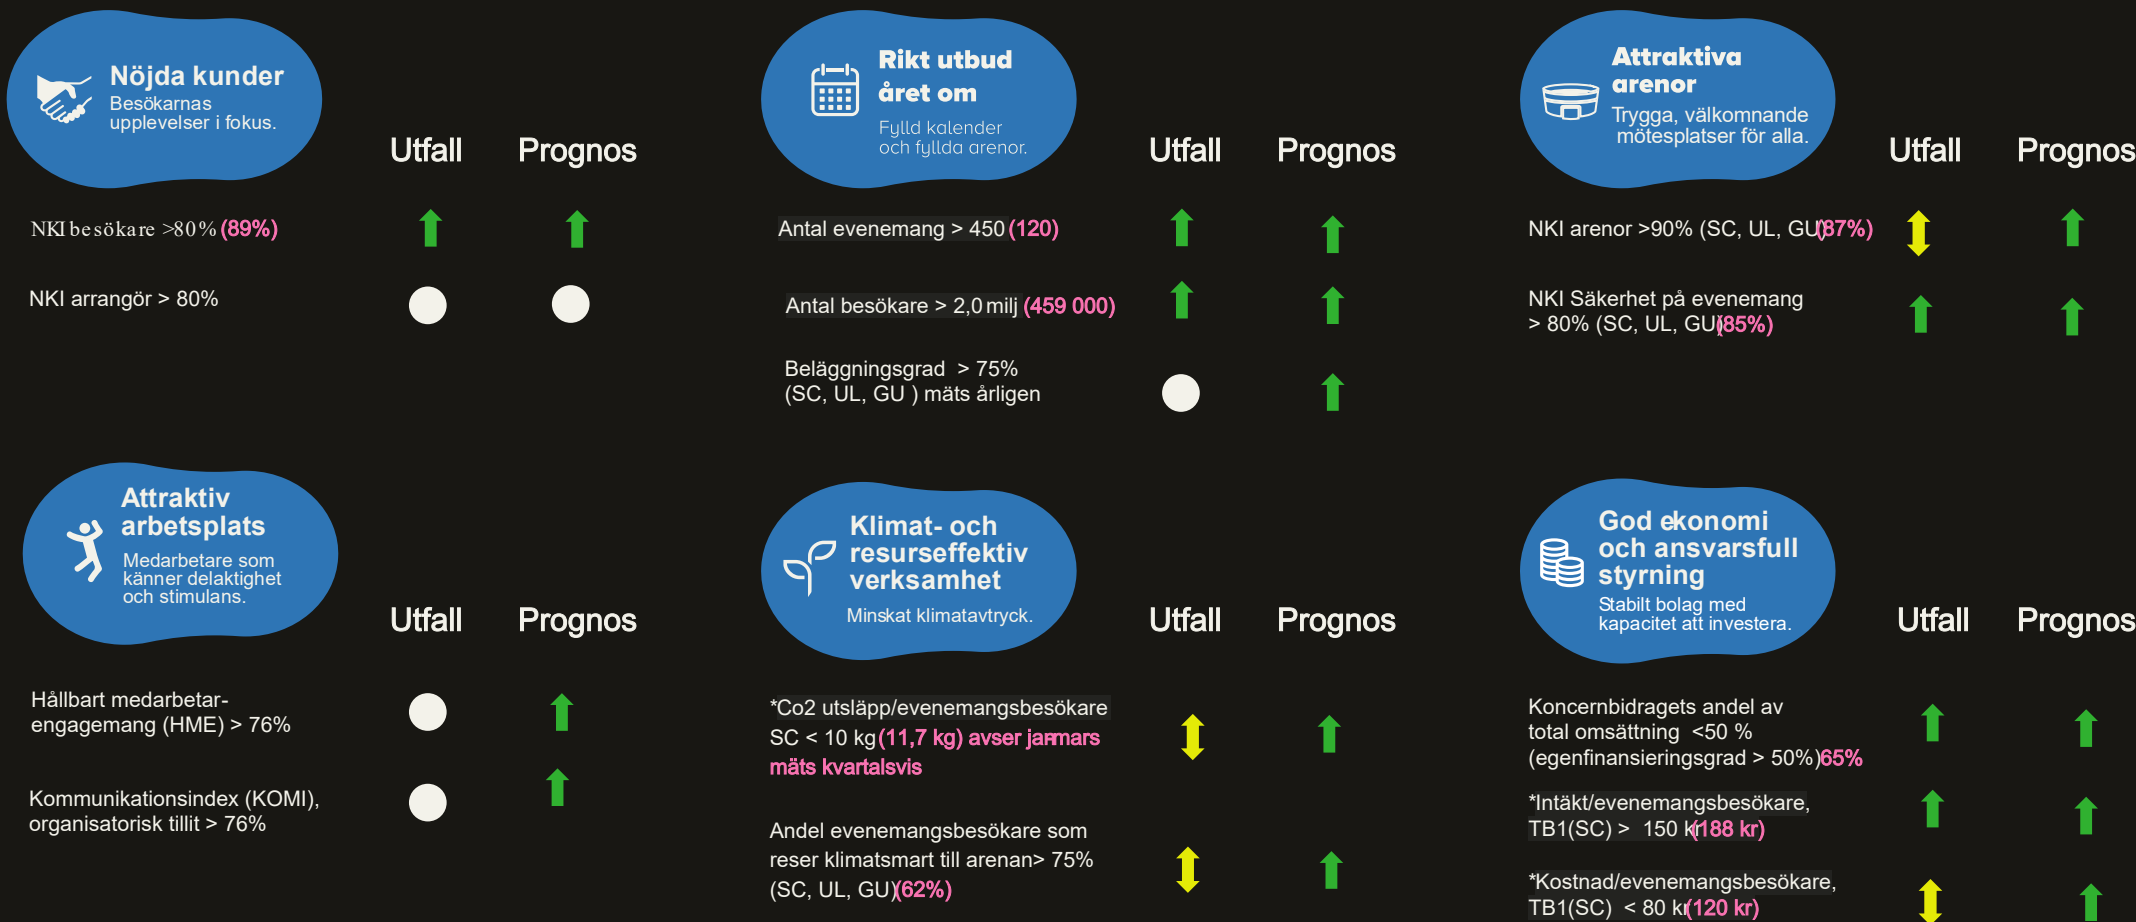 Nöjda kunder
Besökarnas
upplevelser i fokus.
Utfall Prognos
NKI besökare >80% (89%)
NKI arrangör > 80%
Rikt utbud
året om
Fylld kalender
och fyllda arenor.
Utfall Prognos
Antal evenemang > 450 (120)
Antal besökare > 2,0 milj (459 000)
Beläggningsgrad > 75%
(SC, UL, GU ) mäts årligen
Attraktiva
arenor
Trygga, välkomnande
mötesplatser för alla.
Utfall Prognos
NKI arenor >90% (SC, UL, GU) (87%)
NKI Säkerhet på evenemang
> 80% (SC, UL, GU) (85%)
Attraktiv
arbetsplats
Medarbetare som
känner delaktighet
och stimulans.
Utfall Prognos
Hållbart medarbetar-
engagemang (HME) > 76%
Kommunikationsindex (KOMI),
organisatorisk tillit > 76%
Klimat- och
resurseffektiv
verksamhet
Minskat klimatavtryck.
Utfall Prognos
*Co2 utsläpp/evenemangsbesökare
SC < 10 kg (11,7 kg) avser jan-mars
mäts kvartalsvis
Andel evenemangsbesökare som
reser klimatsmart till arenan> 75%
(SC, UL, GU) (62%)
God ekonomi
och ansvarsfull
styrning
Stabilt bolag med
kapacitet att investera.
Utfall Prognos
Koncernbidragets andel av
total omsättning <50 %
(egenfinansieringsgrad > 50%) 65%
*Intäkt/evenemangsbesökare,
TB1(SC) > 150 kr (188 kr)
*Kostnad/evenemangsbesökare,
TB1(SC) < 80 kr (120 kr)